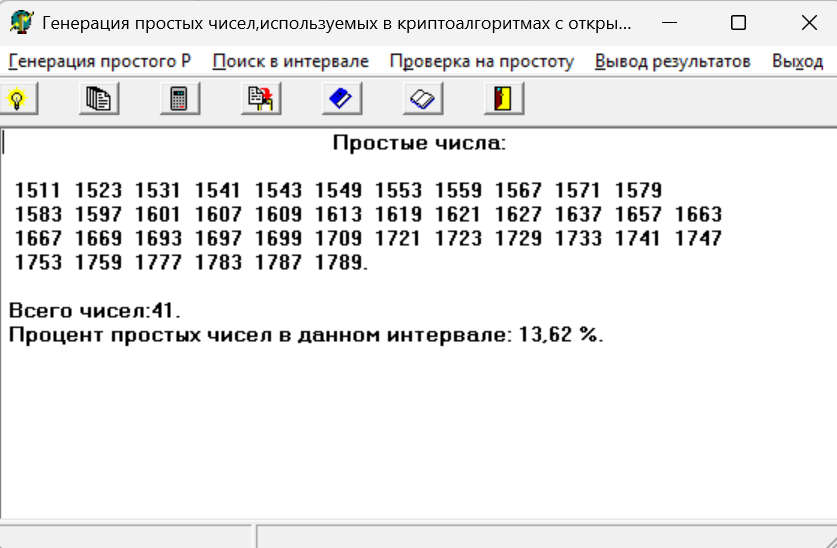 Генерация простых чисел,используемых в криптоалгоритмах с откры...
Генерация простого P Поиск в интервале Проверка на простоту Вывод результатов Выход
Простые числа:
1511 1523 1531 1541 1543 1549 1553 1559 1567 1571 1579
1583 1597 1601 1607 1609 1613 1619 1621 1627 1637 1657 1663
1667 1669 1693 1697 1699 1709 1721 1723 1729 1733 1741 1747
1753 1759 1777 1783 1787 1789.
Всего чисел:41.
Процент простых чисел в данном интервале: 13,62 %.